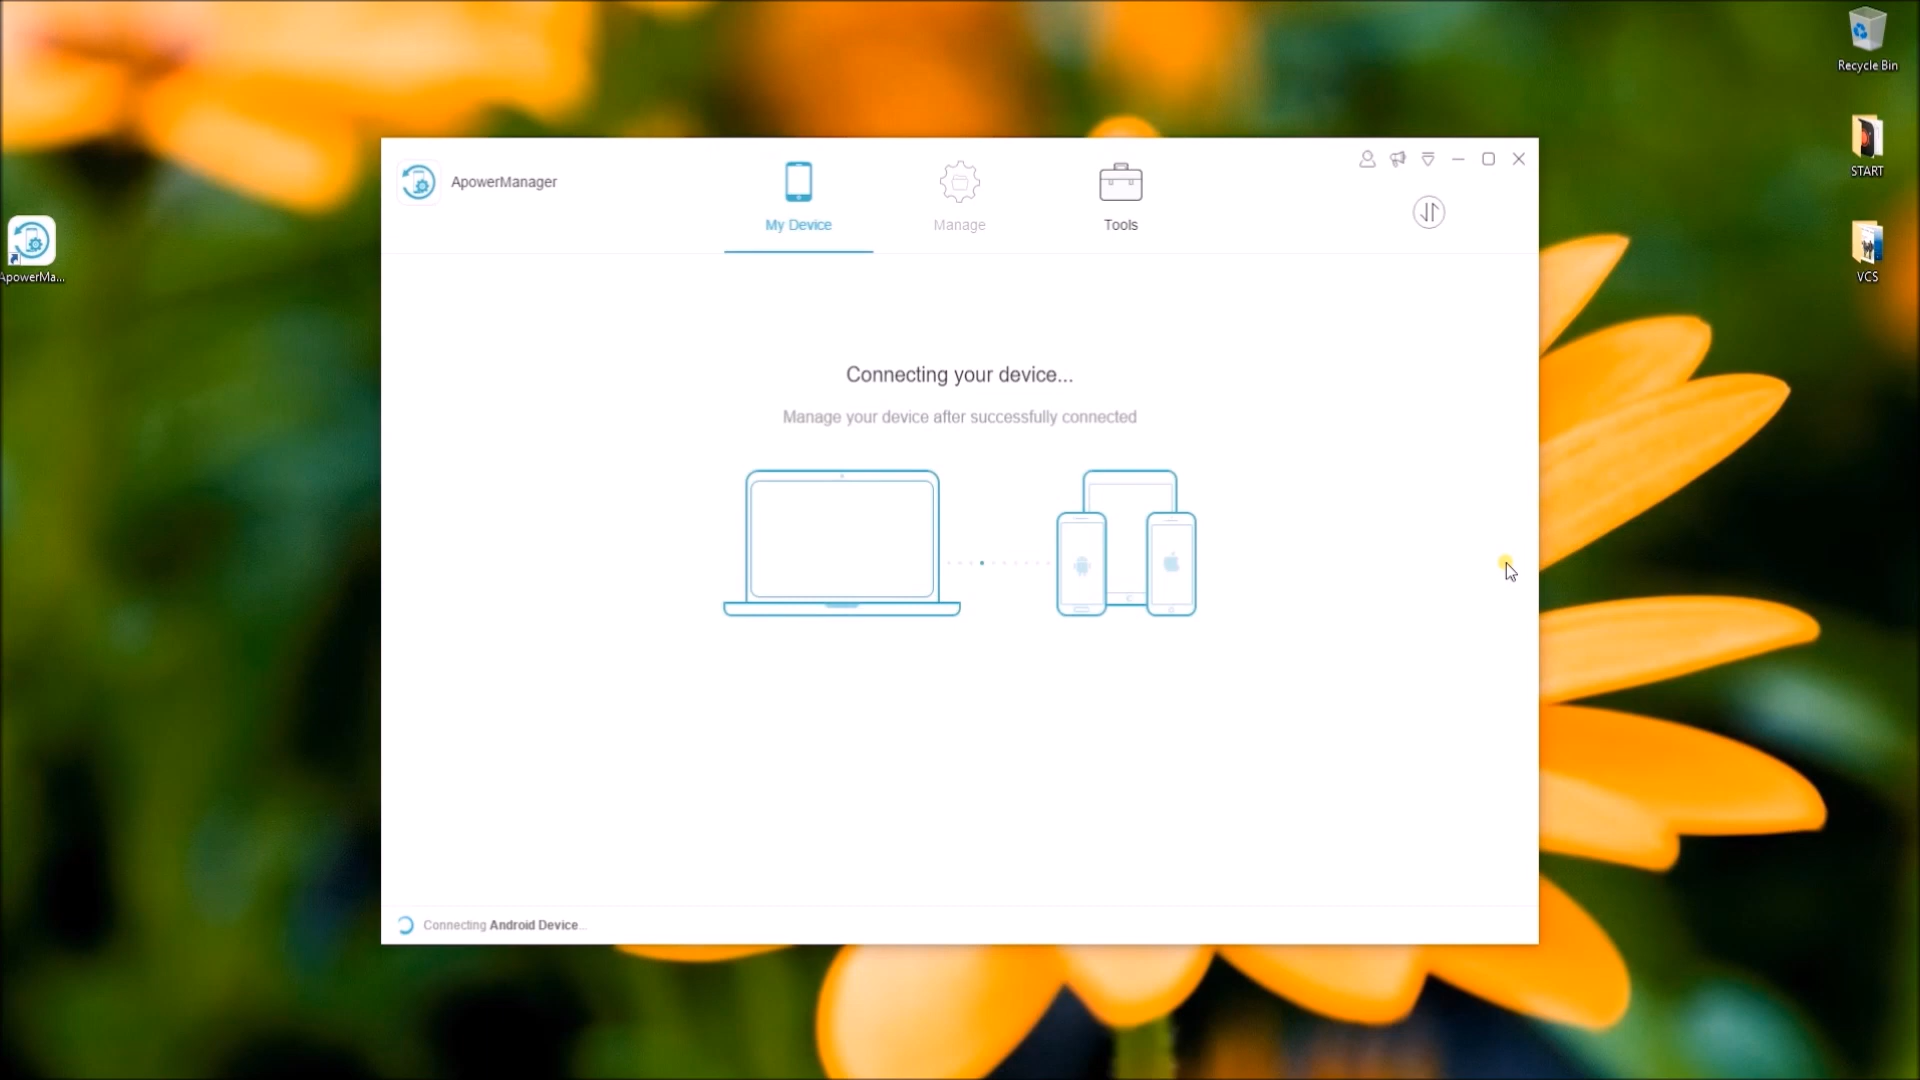 Recycle Bin
START
VCS
ApowerMa...
ApowerManager
My Device
Manage
Tools
Connecting your device...
Manage your device after successfully connected
Connecting Android Device...